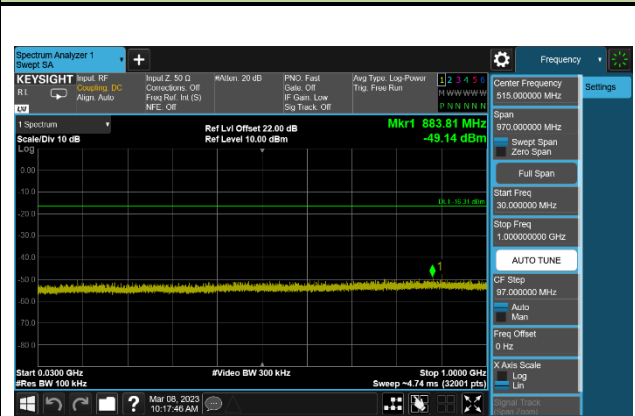 Spectrum Analyzer 1
Swept SA
+
Frequency
KEYSIGHT
Input: RF
Coupling: DC
Align: Auto
Input Z: 50 Ω
Corrections: Off
Freq Ref: Int (S)
NFE: Off
#Atten: 20 dB
PNO: Fast
Gate: Off
IF Gain: Low
Sig Track: Off
Avg Type: Log-Power
Trig: Free Run
1 2 3 4 5 6
M W W W W W
P N N N N N
1 Spectrum
Scale/Div 10 dB
Ref Lvl Offset 22.00 dB
Ref Level 10.00 dBm
Mkr1 883.81 MHz
-49.14 dBm
Log
0.00
-10.0
-20.0
-30.0
-40.0
-50.0
-60.0
-70.0
-80.0
DL1 -16.31 dBm
1
Start 0.0300 GHz
#Res BW 100 kHz
#Video BW 300 kHz
Stop 1.0000 GHz
Sweep ~4.74 ms (32001 pts)
Center Frequency
515.000000 MHz
Settings
Span
970.000000 MHz
Swept Span
Zero Span
Full Span
Start Freq
30.000000 MHz
Stop Freq
1.000000000 GHz
AUTO TUNE
CF Step
97.000000 MHz
Auto
Man
Freq Offset
0 Hz
X Axis Scale
Log
Lin
Signal Track
(Span Zoom)
?
Mar 08, 2023
10:17:46 AM